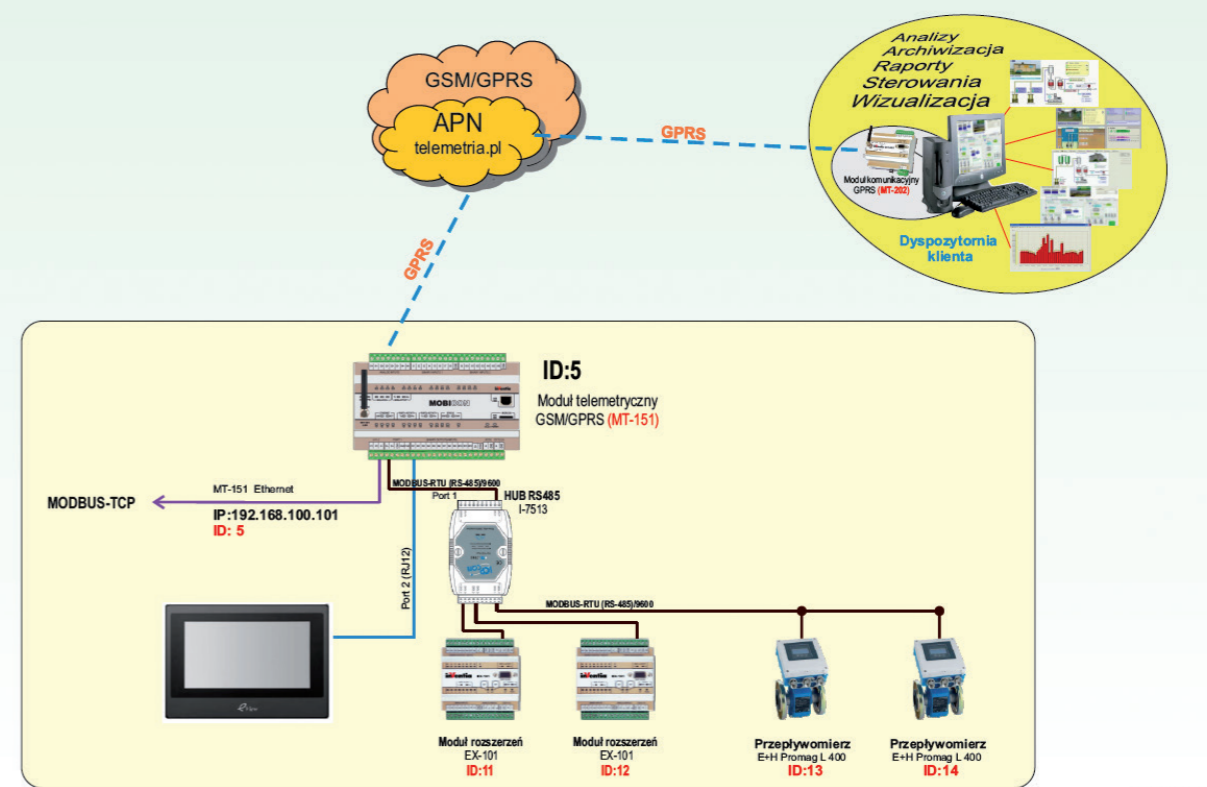 Analizy
Archiwizacja
Raporty
Sterowania
Wizualizacja
GSM/GPRS
APN
telemetria.pl
GPRS
Moduł komunikacyjny
GPRS (MT-202)
Dyspozytornia
klienta
GPRS
MOBICON
ID:5
Moduł telemetryczny
GSM/GPRS (MT-151)
MODBUS-RTU (RS-485)/9600
Port 1
HUB RS485
I-7513
MT-151 Ethernet
MODBUS-TCP
IP:192.168.100.101
ID: 5
Port 2 (RJ12)
MODBUS-RTU (RS-485)/9600
inventia
inventia
eView
Moduł rozszerzeń
EX-101
ID:11
Moduł rozszerzeń
EX-101
ID:12
Przepływomierz
E+H Promag L 400
ID:13
Przepływomierz
E+H Promag L 400
ID:14